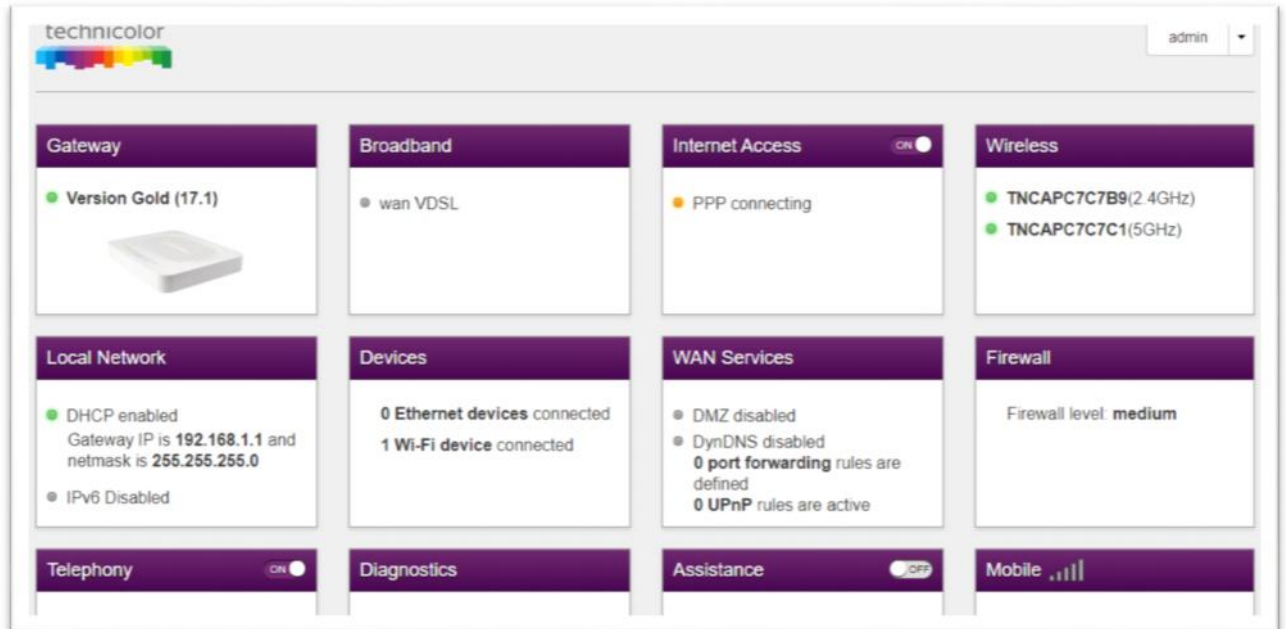 technicolor
admin
Gateway
Version Gold (17.1)
Broadband
wan VDSL
Internet Access ON
PPP connecting
Wireless
TNCAPC7C7B9(2.4GHz)
TNCAPC7C7C1(5GHz)
Local Network
DHCP enabled
Gateway IP is 192.168.1.1 and
netmask is 255.255.255.0
IPv6 Disabled
Devices
0 Ethernet devices connected
1 Wi-Fi device connected
WAN Services
DMZ disabled
DynDNS disabled
0 port forwarding rules are
defined
0 UPnP rules are active
Firewall
Firewall level: medium
Telephony ON
Diagnostics
Assistance OFF
Mobile